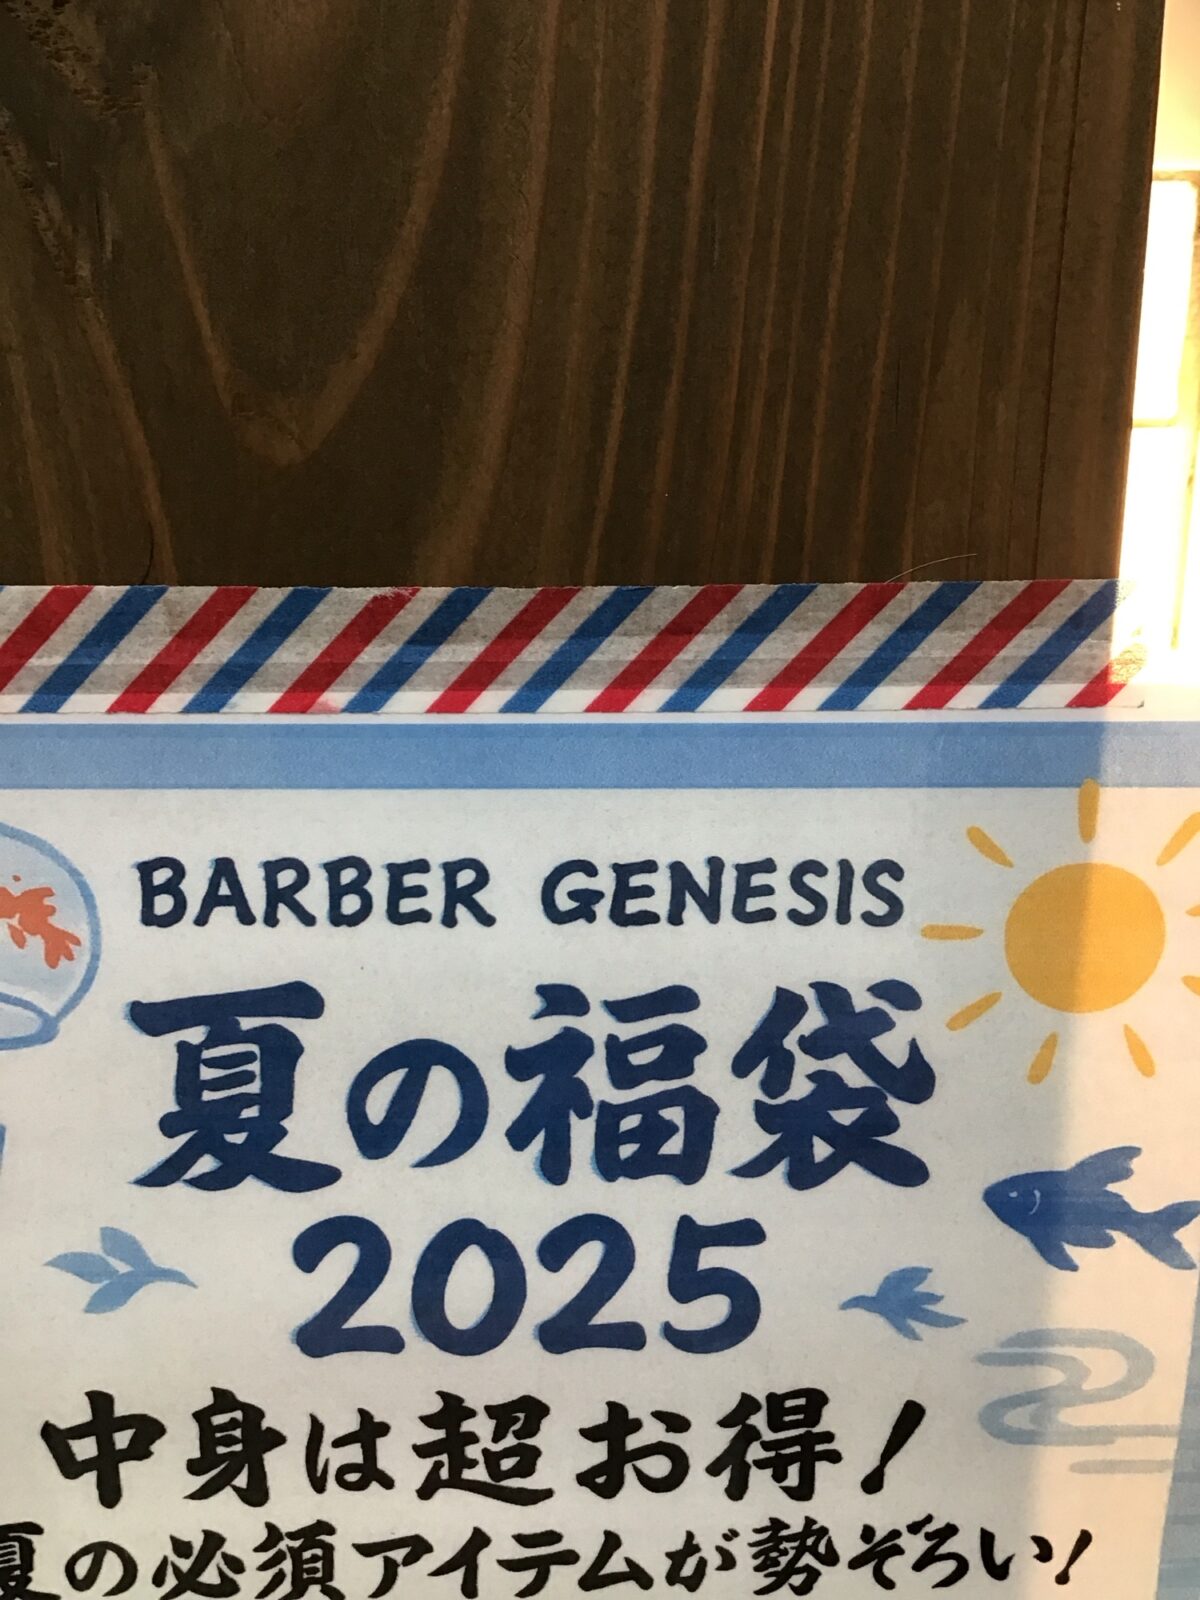 BARBER GENESIS
夏の福袋
2025
中身は超お得!
夏の必須アイテムが勢ぞろい!